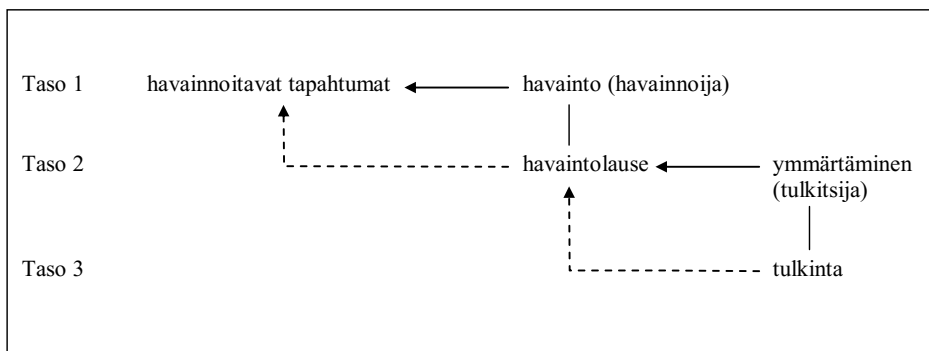 Taso 1 havainnoitavat tapahtumat havainto (havainnoija)
Taso 2 havaintolause ymmärtäminen
(tulkitsija)
Taso 3 tulkinta